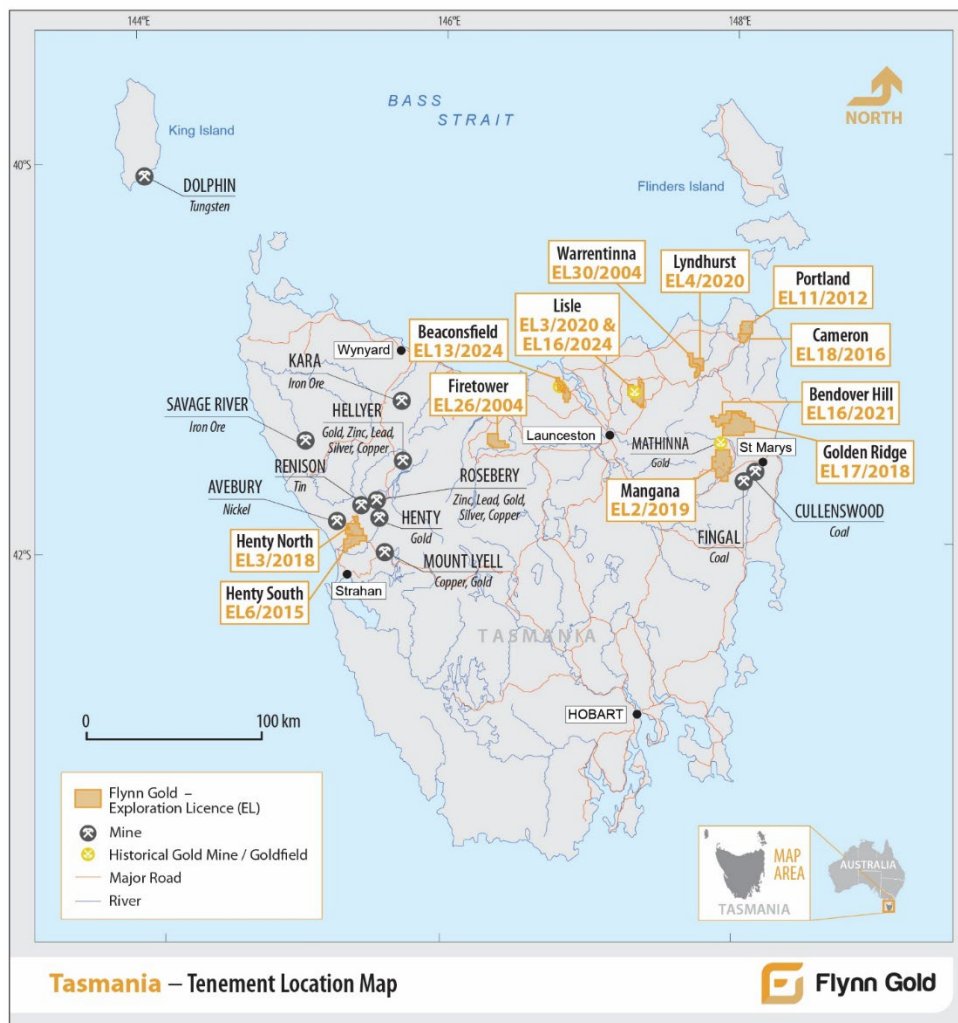 144°E
146°E
148°E
BASS
STRAIT
NORTH
King Island
40°S
DOLPHIN
Tungsten
Flinders Island
Warrentinna
EL30/2004
Lyndhurst
EL4/2020
Portland
EL11/2012
Lisle
EL3/2020 &
EL16/2024
Beaconsfield
EL13/2024
Cameron
EL18/2016
Wynyard
KARA
Iron Ore
Firetower
EL26/2004
Bendover Hill
EL16/2021
SAVAGE RIVER
Iron Ore
HELLYER
Gold, Zinc, Lead,
Silver, Copper
Launceston
MATHINNA
Gold
St Marys
Golden Ridge
EL17/2018
RENISON
Tin
ROSEBERY
Zinc, Lead, Gold,
Silver, Copper
AVEBURY
Nickel
HENTY
Gold
Mangana
EL2/2019
CULLENSWOOD
Coal
FINGAL
Coal
Henty North
EL3/2018
42°S
MOUNT LYELL
Copper, Gold
Henty South
EL6/2015
Strahan
TASMANIA
HOBART
0
100 km
Flynn Gold –
Exploration Licence (EL)
Mine
Historical Gold Mine / Goldfield
Major Road
River
MAP
AREA
AUSTRALIA
TASMANIA
144°E
146°E
148°E
Tasmania – Tenement Location Map
Flynn Gold